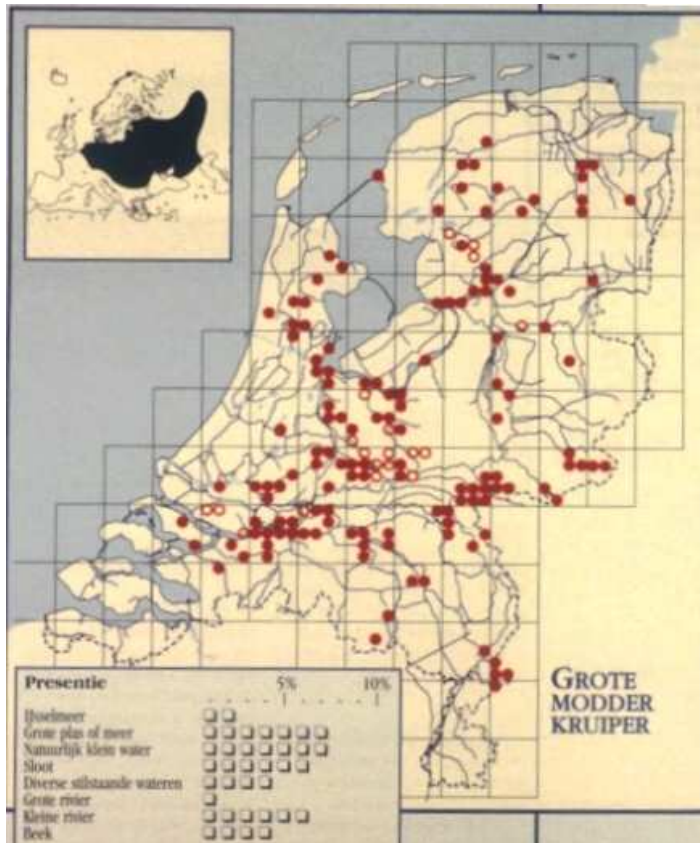 GROTE
MODDER
KRUIPER
Presentie 5% 10%
IJsselmeer
Grote plas of meer
Natuurlijk klein water
Sloot
Diverse stilstaande wateren
Grote rivier
Kleine rivier
Beek